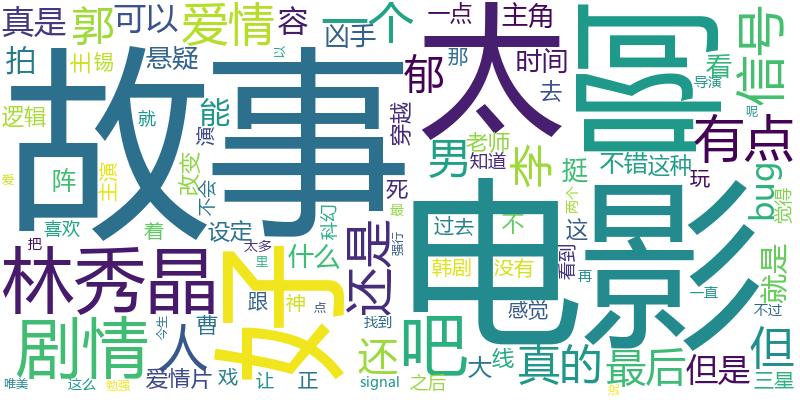 真是
郭
可以
爱情
容
一个
一点
主角
太
啊
信号
拍
主
锡
悬疑
凶手
郁
那
时间
去
看
导演
故事
逻辑
就
能
演
穿越
以
呢
有点
阵
主演
改变
不会
死
男
老师
知道
李
挺
不错
这种
玩
bug
觉得
爱
喜欢
着
设定
科幻
最
强行
过去
不
这
两个
把
太多
里
什么
还是
电影
看到
就是
林秀晶
好
韩剧
没有
再
感觉
一直
跟
神
点
剧情
人
今生
曹
找到
还
吧
大
线
真的
最后
但是
但
不过
三星
唯美
这么
勉强
爱情片
戏
让
正
signal
之后